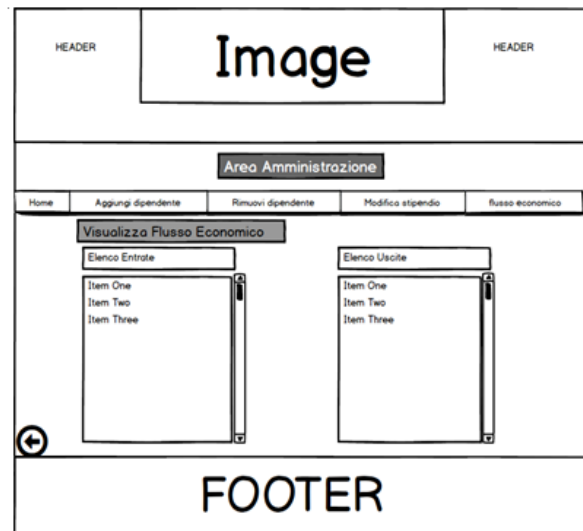 HEADER
Image
HEADER
Area Amministrazione
Home
Aggiungi dipendente
Rimuovi dipendente
Modifica stipendio
flusso economico
Visualizza Flusso Economico
Elenco Entrate
Item One
Item Two
Item Three
Elenco Uscite
Item One
Item Two
Item Three
FOOTER